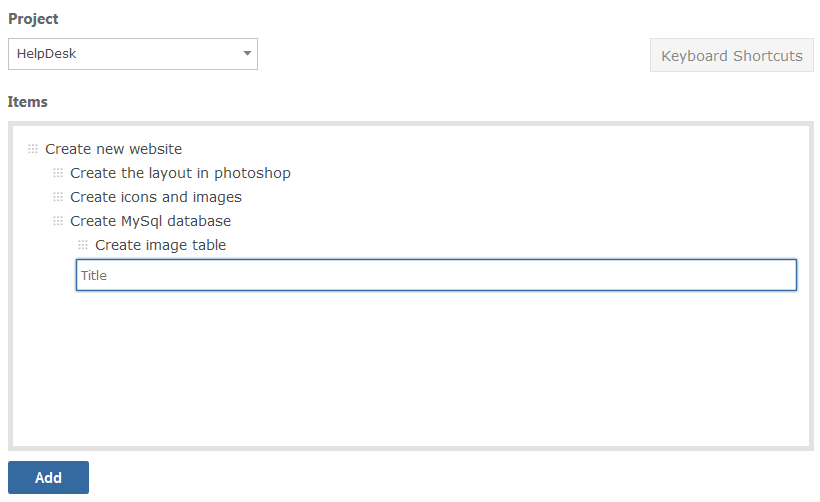 Project
HelpDesk
Keyboard Shortcuts
Items
Create new website
Create the layout in photoshop
Create icons and images
Create MySql database
Create image table
Title
Add